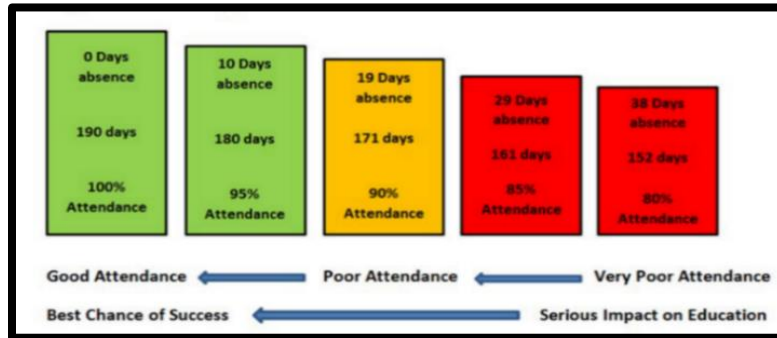 0 Days
absence
190 days
100%
Attendance
10 Days
absence
180 days
95%
Attendance
19 Days
absence
171 days
90%
Attendance
29 Days
absence
161 days
85%
Attendance
38 Days
absence
152 days
80%
Attendance
Good Attendance Poor Attendance Very Poor Attendance
Best Chance of Success Serious Impact on Education